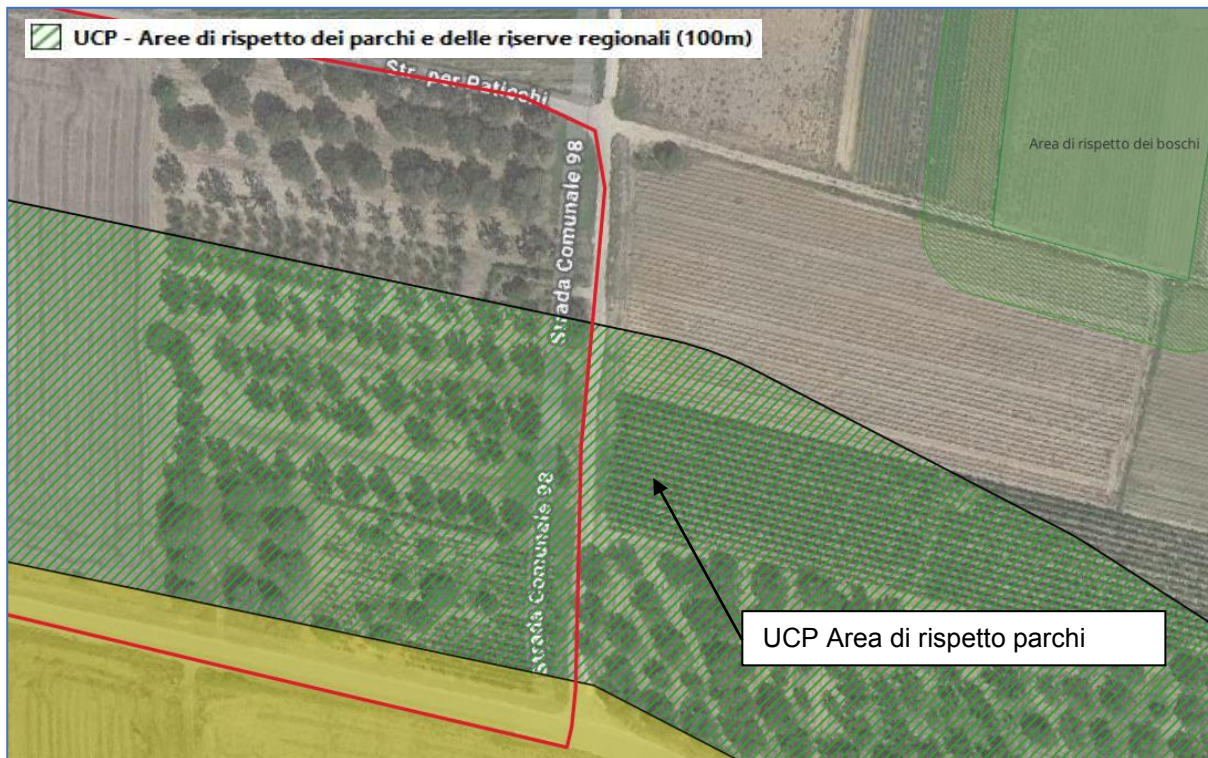 UCP - Aree di rispetto dei parchi e delle riserve regionali (100m)
Str. per Paticchi
Strada Comunale 98
Area di rispetto dei boschi
Strada Comunale 98
UCP Area di rispetto parchi